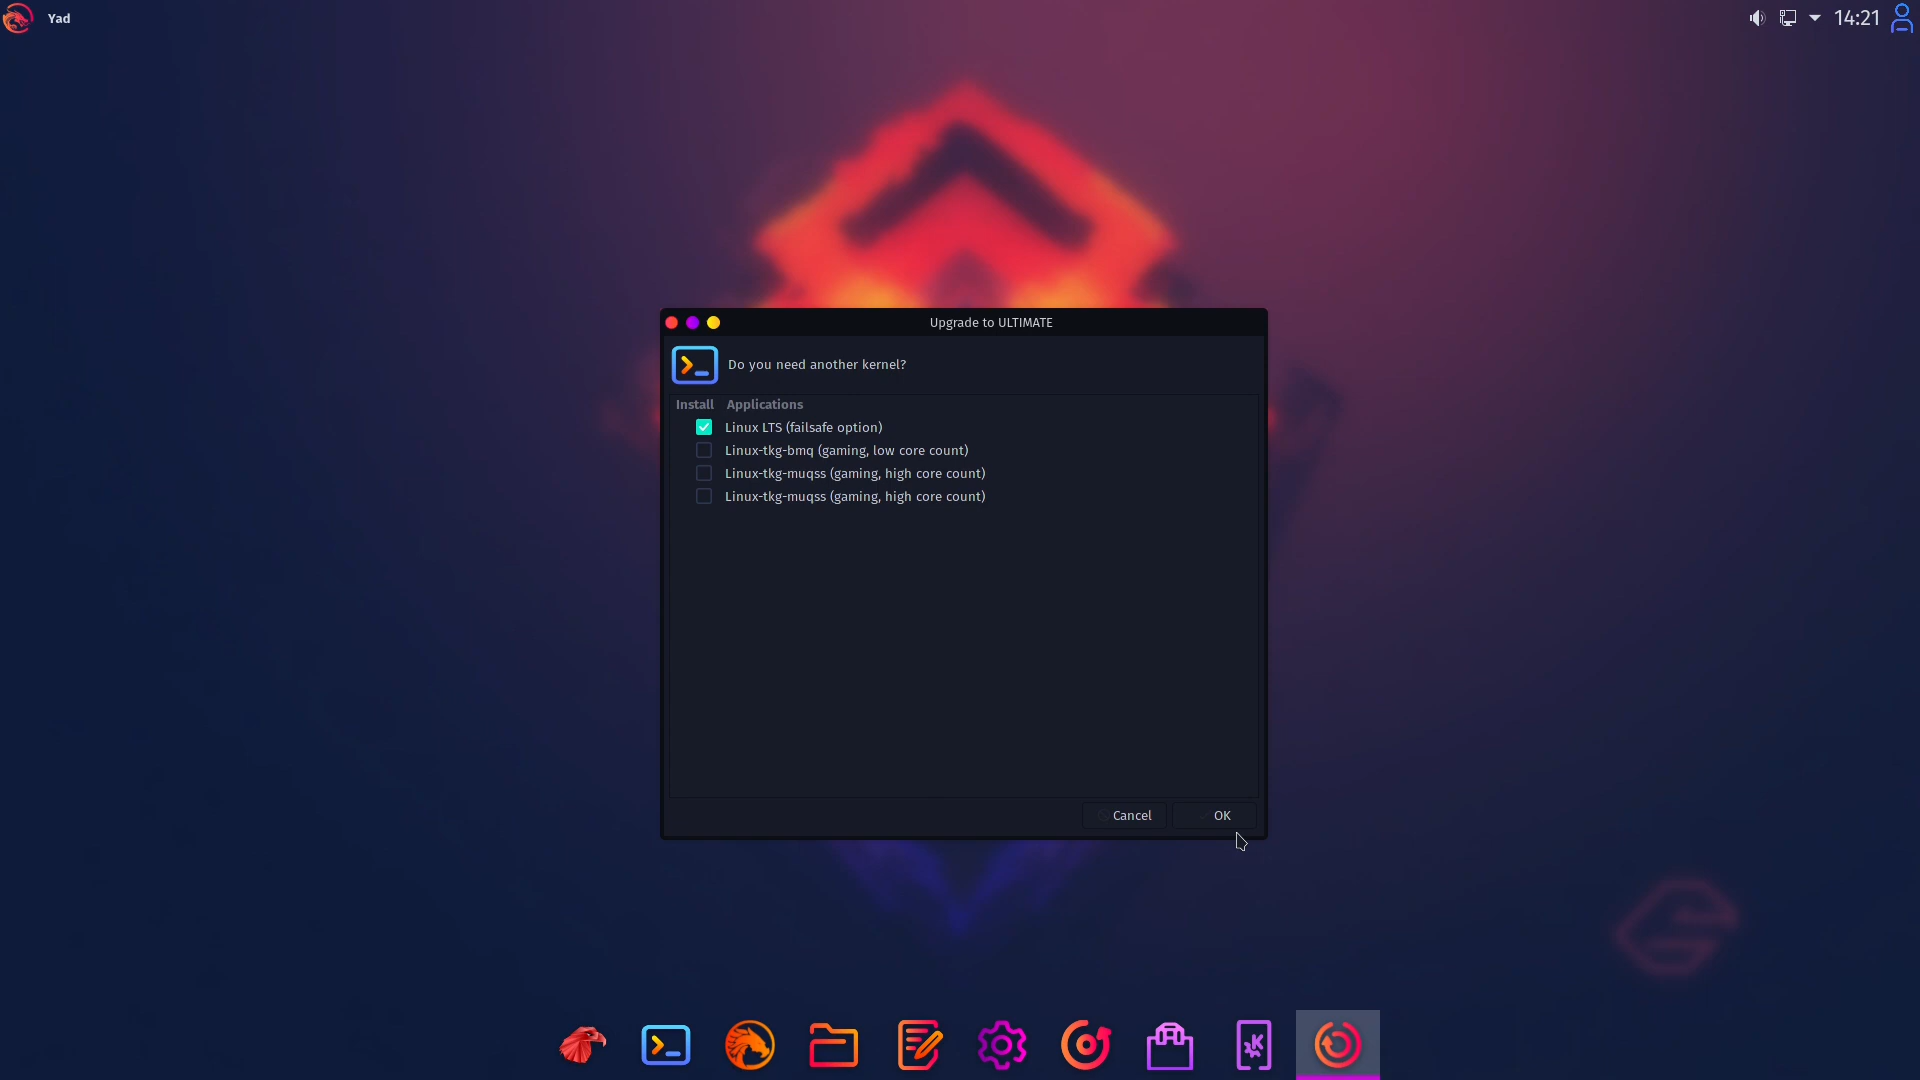 Yad
14:21
Upgrade to ULTIMATE
Do you need another kernel?
Install Applications
Linux LTS (failsafe option)
Linux-tkg-bmq (gaming, low core count)
Linux-tkg-muqss (gaming, high core count)
Linux-tkg-muqss (gaming, high core count)
Cancel OK